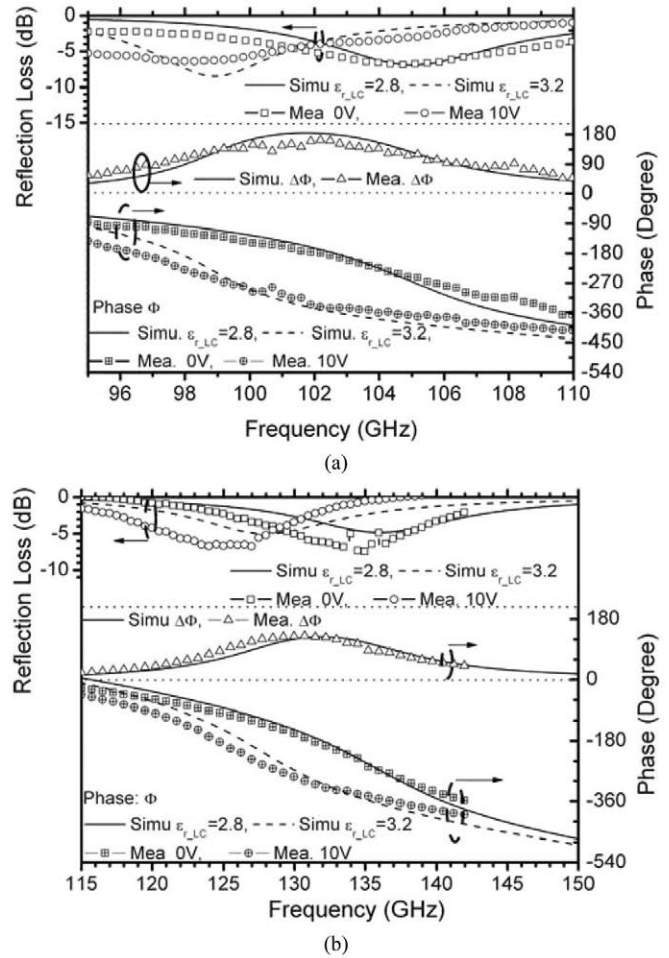 Reflection Loss (dB)
0
-5
-10
-15
Simu ε_r_LC=2.8, Simu ε_r_LC=3.2
Mea 0V, Mea 10V
180
90
0
-90
-180
-270
-360
-450
-540
Phase (Degree)
Simu. ΔΦ, Mea. ΔΦ
Phase Φ
Simu. ε_r_LC=2.8, Simu. ε_r_LC=3.2,
Mea. 0V, Mea. 10V
96 98 100 102 104 106 108 110
Frequency (GHz)
(a)
Reflection Loss (dB)
0
-5
-10
Simu ε_r_LC=2.8, Simu ε_r_LC=3.2
Mea 0V, Mea. 10V
Simu ΔΦ, Mea. ΔΦ
180
0
-180
-360
-540
Phase (Degree)
Phase: Φ
Simu ε_r_LC=2.8, Simu ε_r_LC=3.2
Mea 0V, Mea. 10V
115 120 125 130 135 140 145 150
Frequency (GHz)
(b)